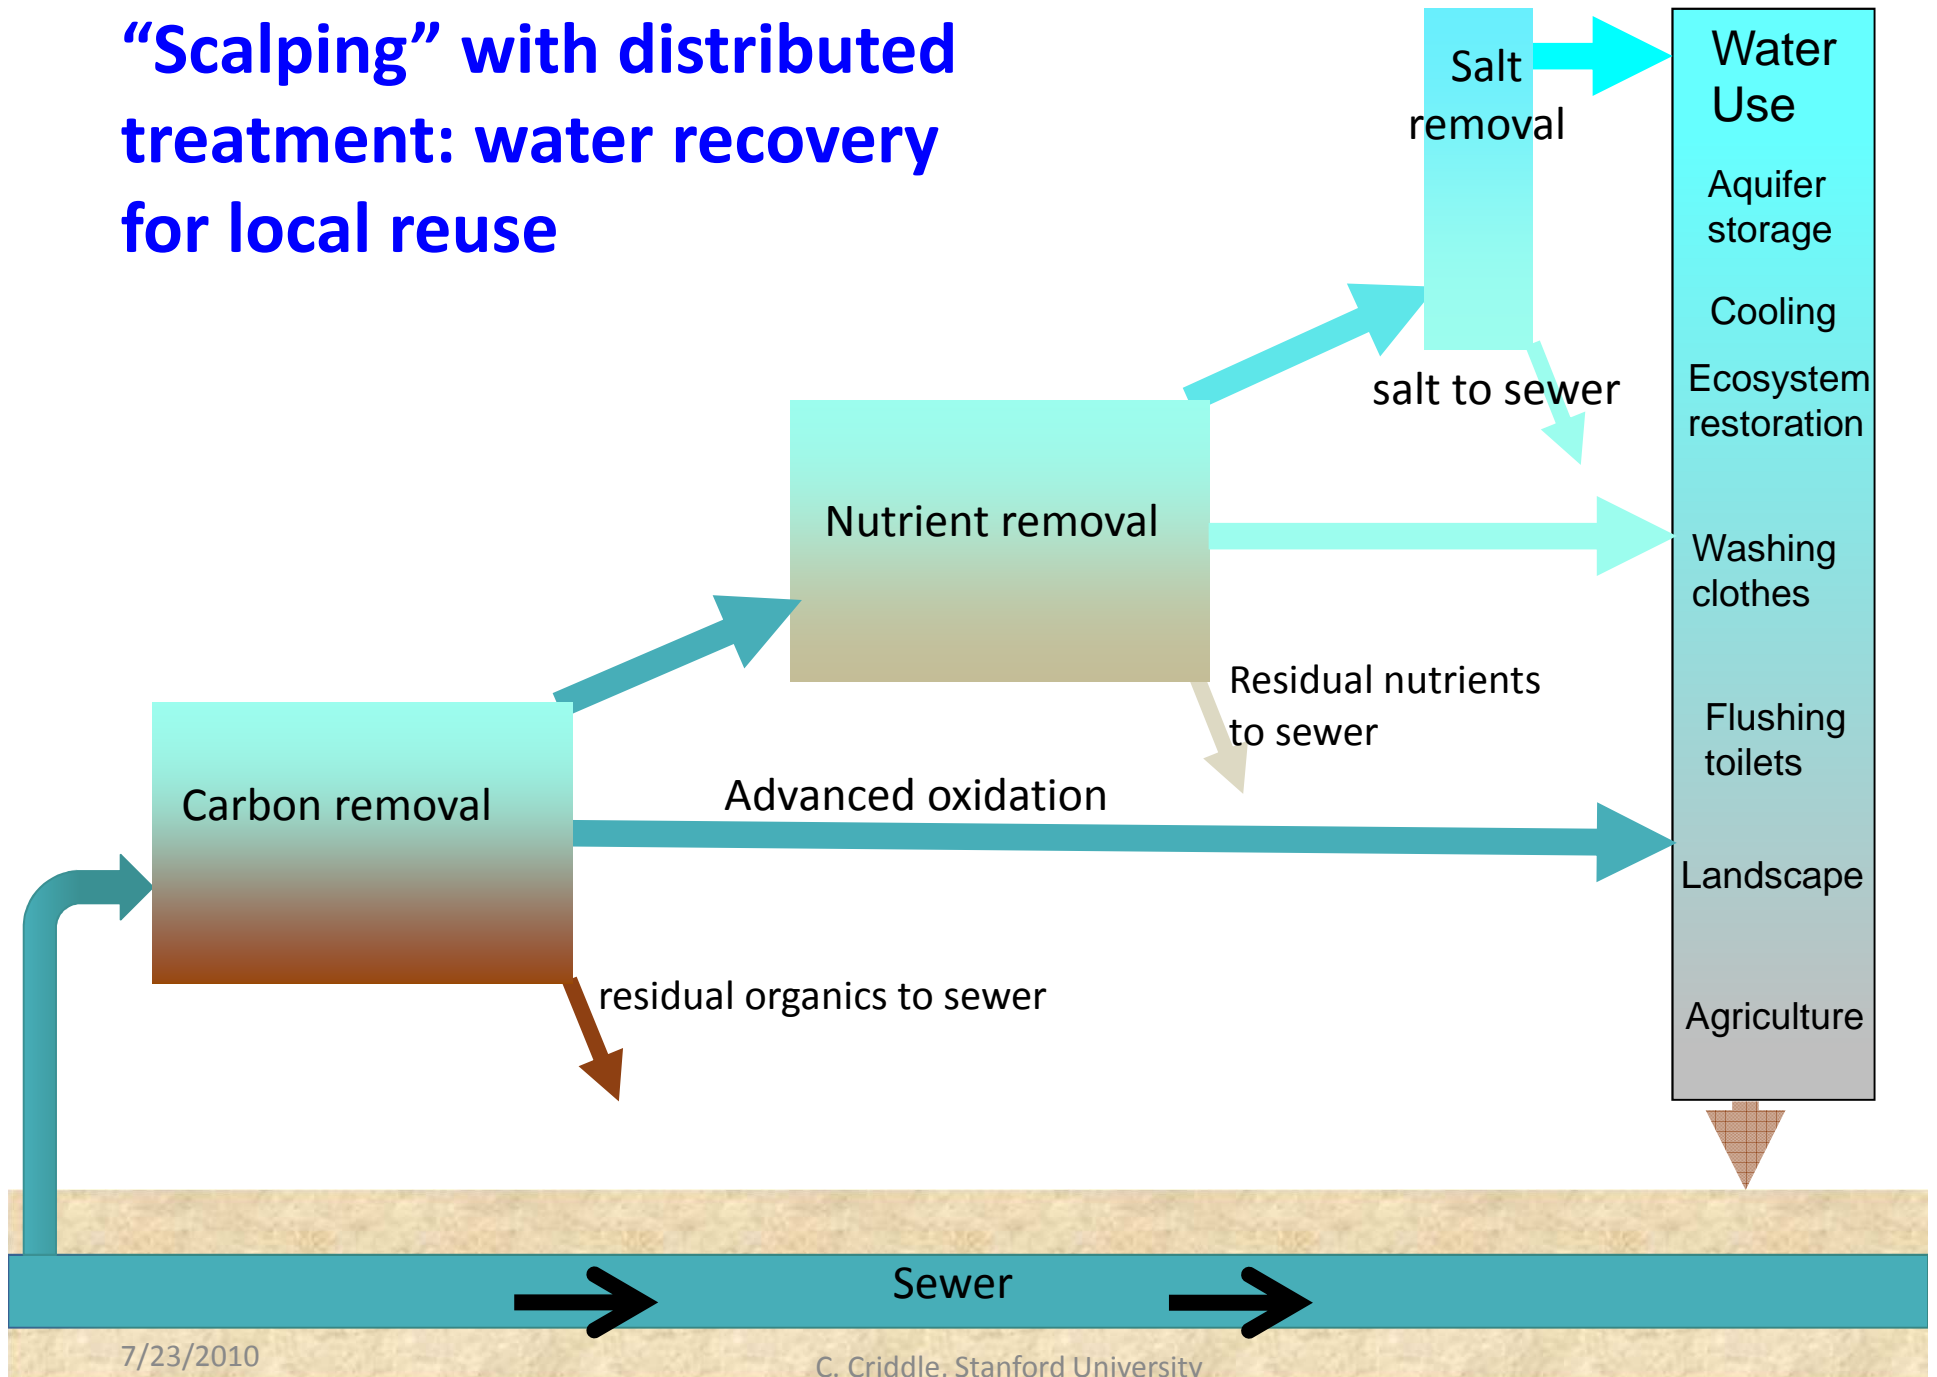 “Scalping” with distributed
treatment: water recovery
for local reuse
Salt
removal
Water
Use
Aquifer
storage
Cooling
Ecosystem
restoration
salt to sewer
Nutrient removal
Washing
clothes
Residual nutrients
to sewer
Flushing
toilets
Carbon removal
Advanced oxidation
Landscape
residual organics to sewer
Agriculture
Sewer
7/23/2010
C. Criddle, Stanford University